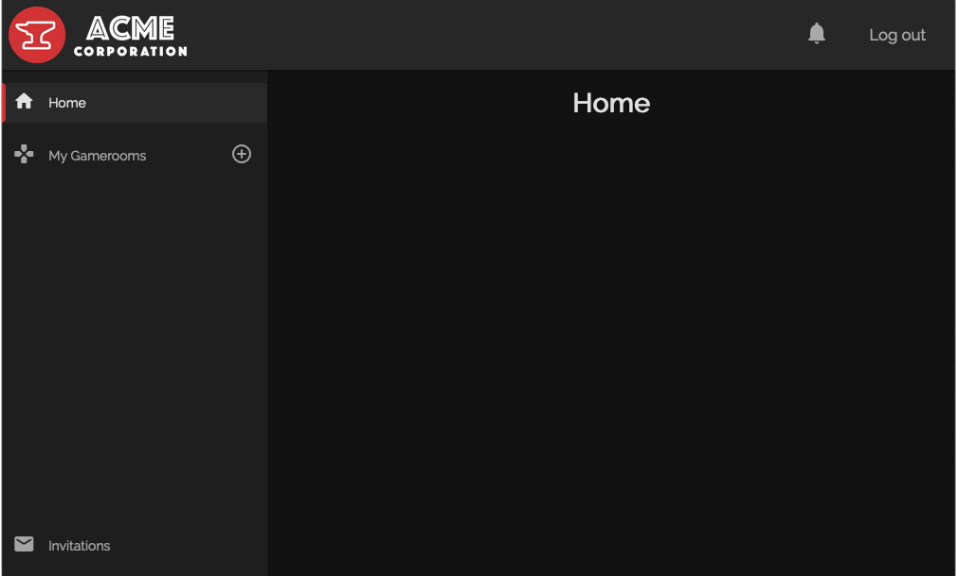 ACME
CORPORATION
Log out
Home
Home
My Gamerooms
Invitations